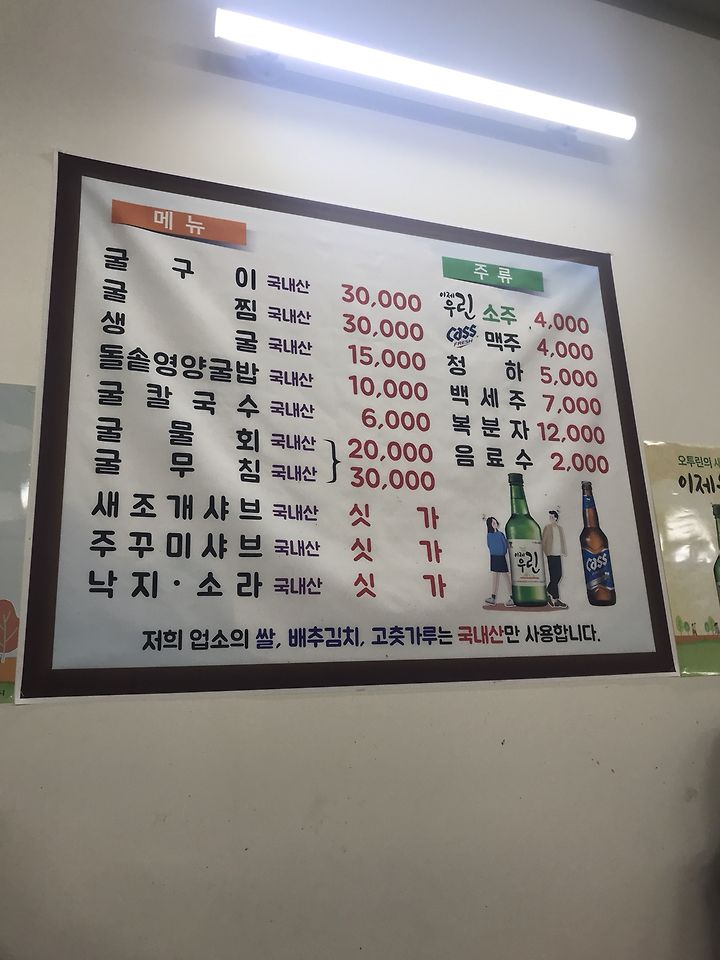 메뉴
굴 구 이 국내산 30,000
굴 찜 국내산 30,000
생 굴 국내산 15,000
돌솥영양굴밥 국내산 10,000
굴 칼 국 수 국내산 6,000
굴 물 회 국내산 } 20,000
굴 무 침 국내산 } 30,000
새조개샤브 국내산 싯 가
주꾸미샤브 국내산 싯 가
낙지·소라 국내산 싯 가
주류
이제 우린 소주 4,000
Cass FRESH 맥주 4,000
청 하 5,000
백 세 주 7,000
복 분 자 12,000
음 료 수 2,000
이제 우린
Cass
저희 업소의 쌀, 배추김치, 고춧가루는 국내산만 사용합니다.
오투린의 새
이제